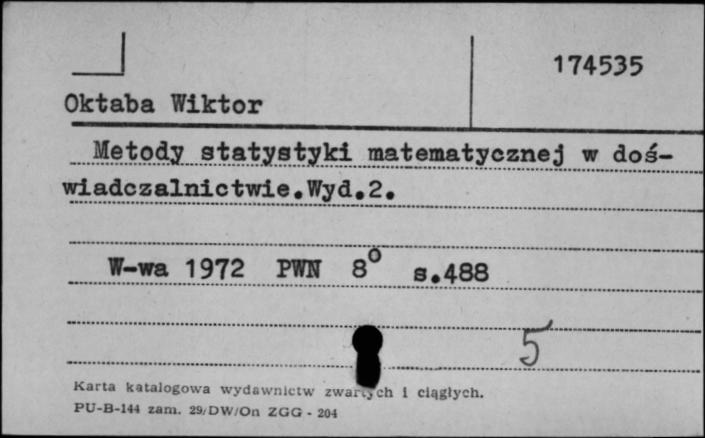 174535
Oktaba Wiktor
Metody statystyki matematycznej w doś-
wiadczalnictwie.Wyd.2.
W-wa 1972 PWN 8° s.488
5
Karta katalogowa wydawnictw zwartych i ciągłych.
PU-B-144 zam. 29/DW/On ZGG - 204